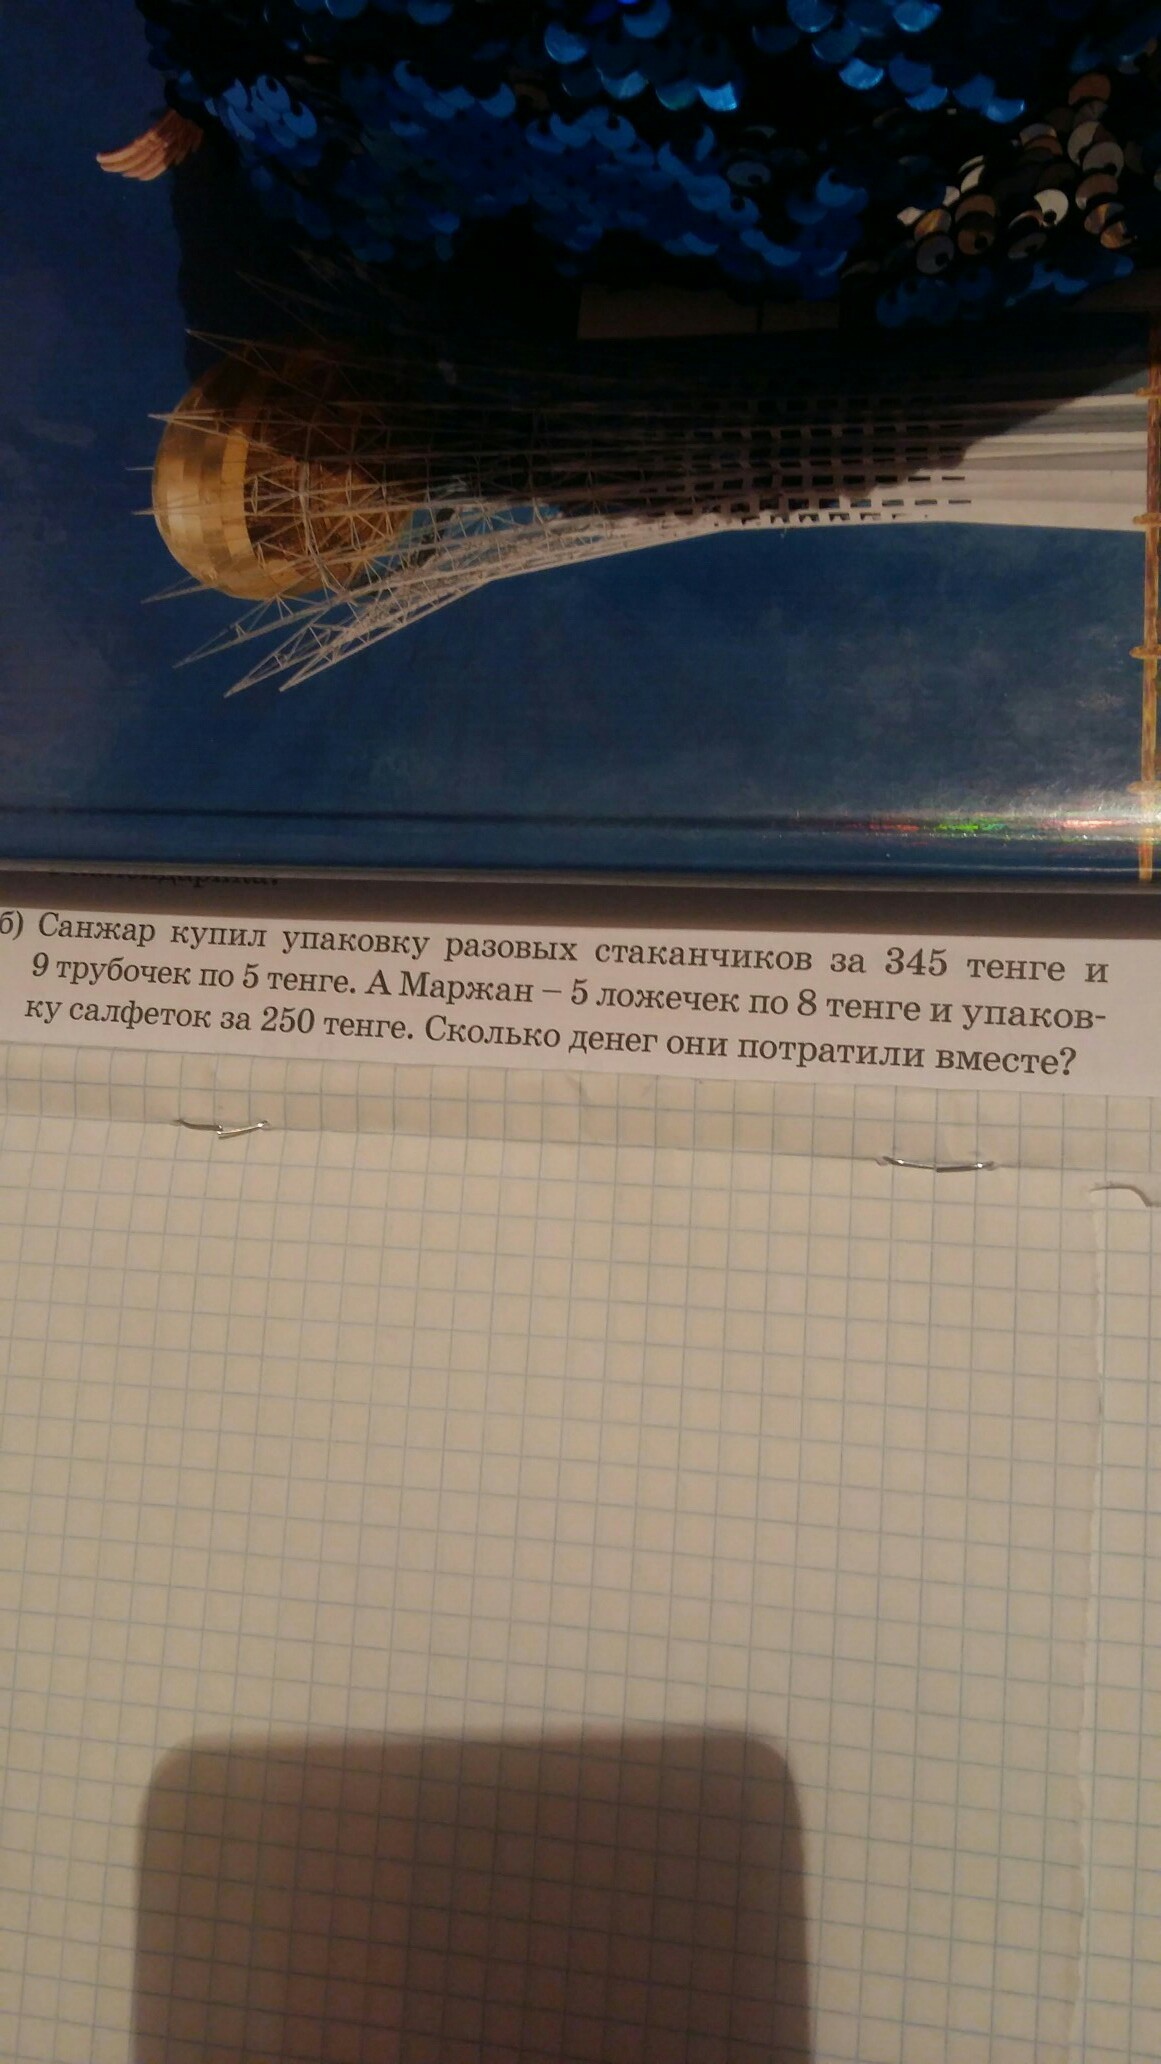 б) Санжар купил упаковку разовых стаканчиков за 345 тенге и
9 трубочек по 5 тенге. А Маржан – 5 ложечек по 8 тенге и упаков-
ку салфеток за 250 тенге. Сколько денег они потратили вместе?